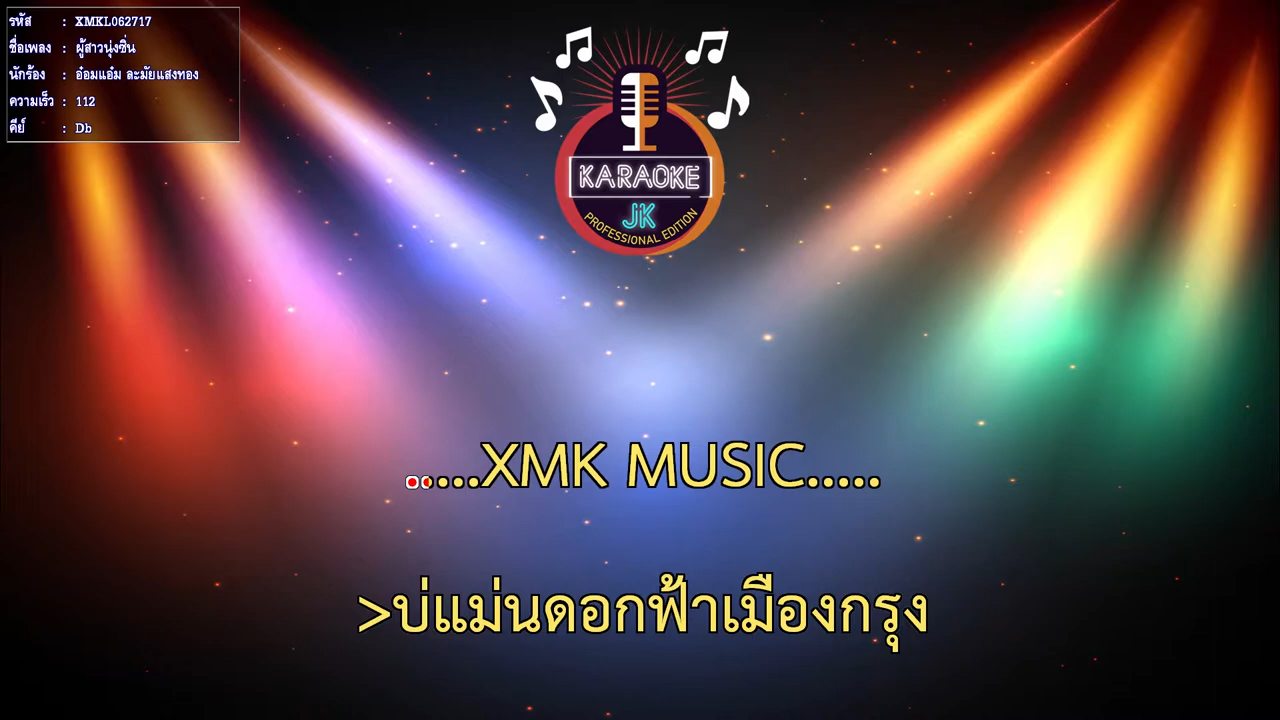 รหัส : XMKL062717
ชื่อเพลง : ผู้สาวนุ่งซิ่น
นักร้อง : อ๋อมแอ๋ม ละมัยแสงทอง
ความเร็ว : 112
คีย์ : Db
KARAOKE
JK
PROFESSIONAL EDITION
.....XMK MUSIC.....
>บ่แม่นดอกฟ้าเมืองกรุง